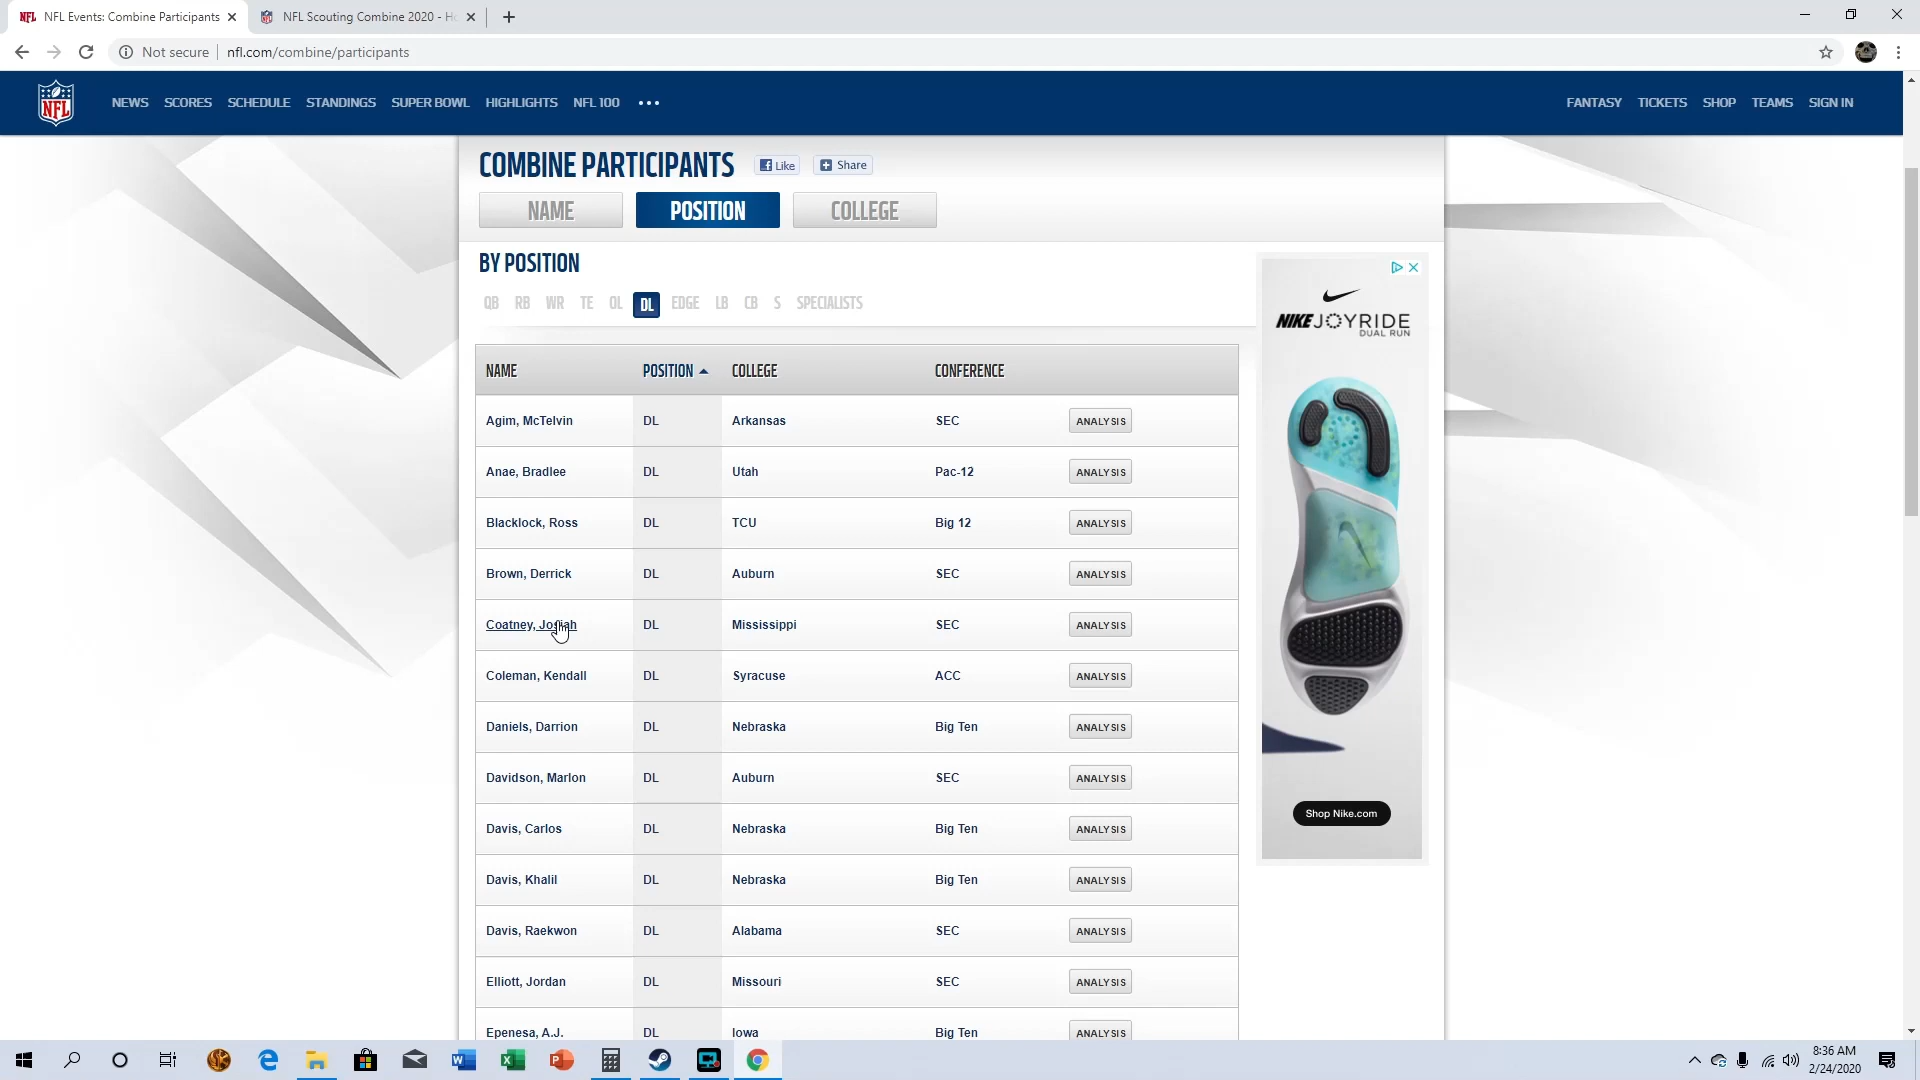 NFL Events: Combine Participants
NFL Scouting Combine 2020 - Ho
Not secure
nfl.com/combine/participants
NFL
NEWS SCORES SCHEDULE STANDINGS SUPER BOWL HIGHLIGHTS NFL 100
FANTASY TICKETS SHOP TEAMS SIGN IN
COMBINE PARTICIPANTS
Like
Share
NAME POSITION COLLEGE
BY POSITION
QB RB WR TE OL DL EDGE LB CB S SPECIALISTS
NAME POSITION COLLEGE CONFERENCE
Agim, McTelvin DL Arkansas SEC ANALYSIS
Anae, Bradlee DL Utah Pac-12 ANALYSIS
Blacklock, Ross DL TCU Big 12 ANALYSIS
Brown, Derrick DL Auburn SEC ANALYSIS
Coatney, Josiah DL Mississippi SEC ANALYSIS
Coleman, Kendall DL Syracuse ACC ANALYSIS
Daniels, Darrion DL Nebraska Big Ten ANALYSIS
Davidson, Marlon DL Auburn SEC ANALYSIS
Davis, Carlos DL Nebraska Big Ten ANALYSIS
Davis, Khalil DL Nebraska Big Ten ANALYSIS
Davis, Raekwon DL Alabama SEC ANALYSIS
Elliott, Jordan DL Missouri SEC ANALYSIS
Epenesa, A.J. DL Iowa Big Ten ANALYSIS
NIKE JOYRIDE
DUAL RUN
Shop Nike.com
8:36 AM
2/24/2020